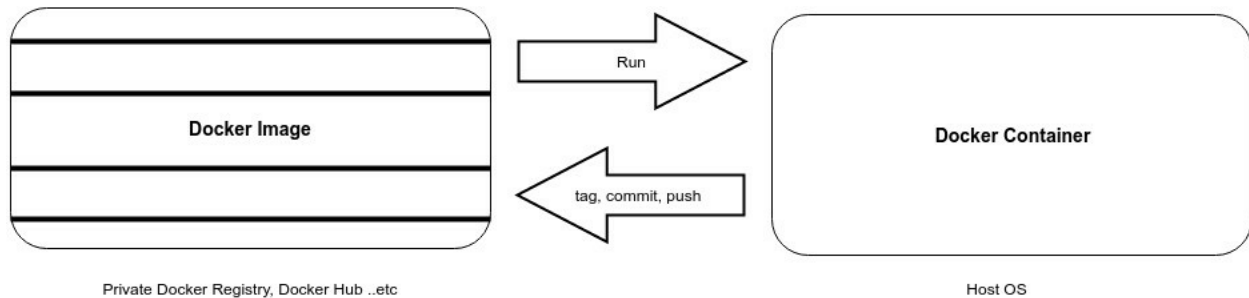 Run
Docker Image
Docker Container
tag, commit, push
Private Docker Registry, Docker Hub ..etc
Host OS